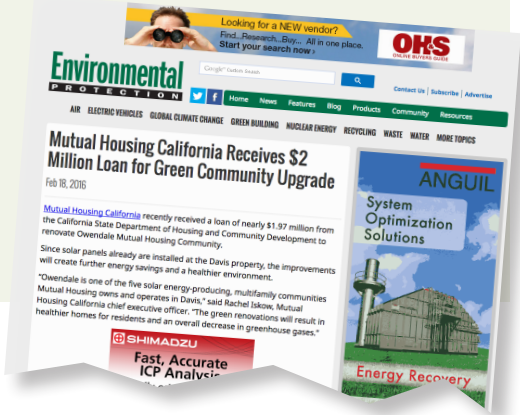 Looking for a NEW vendor?
Find...Research...Buy... All in one place.
Start your search now ›
OH&S
ONLINE BUYERS GUIDE
Environmental
PROTECTION
Google™ Custom Search
Contact Us | Subscribe | Advertise
Home News Features Blog Products Community Resources
AIR ELECTRIC VEHICLES GLOBAL CLIMATE CHANGE GREEN BUILDING NUCLEAR ENERGY RECYCLING WASTE WATER MORE TOPICS
Mutual Housing California Receives $2
Million Loan for Green Community Upgrade
Feb 18, 2016
Mutual Housing California recently received a loan of nearly $1.97 million from
the California State Department of Housing and Community Development to
renovate Owendale Mutual Housing Community.
Since solar panels already are installed at the Davis property, the improvements
will create further energy savings and a healthier environment.
"Owendale is one of the five solar energy-producing, multifamily communities
Mutual Housing owns and operates in Davis," said Rachel Iskow, Mutual
Housing California chief executive officer. "The green renovations will result in
healthier homes for residents and an overall decrease in greenhouse gases."
SHIMADZU
Fast, Accurate
ICP Analysis
ANGUIL
System
Optimization
Solutions
Energy Recovery